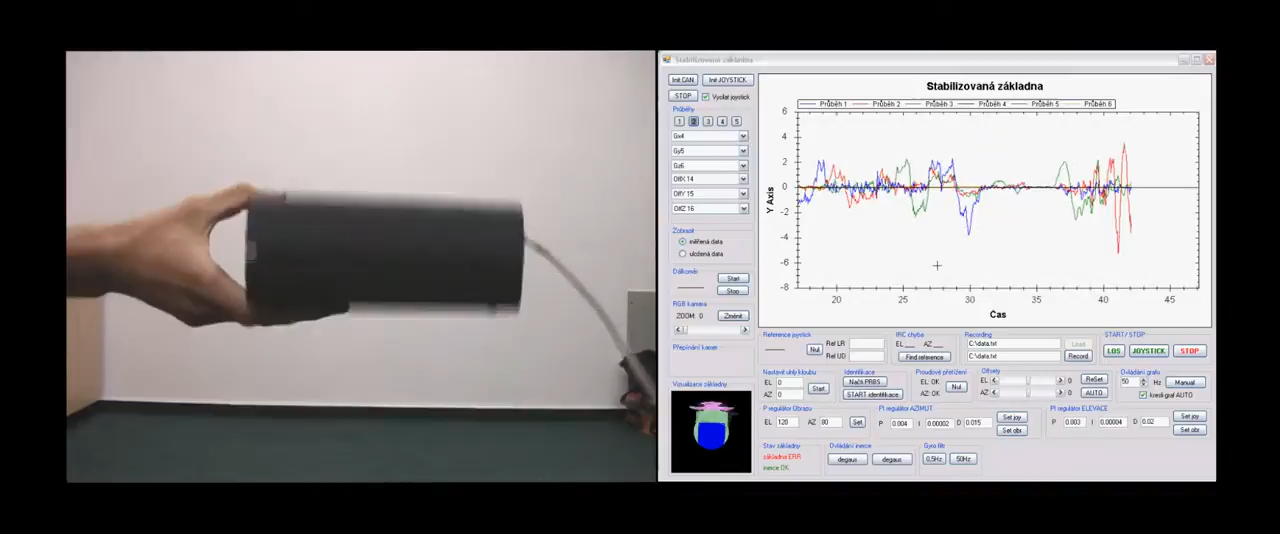 Stabilizovaná základna
Init CAN Init JOYSTICK
STOP Vyčítat joystick
Průběhy
1 2 3 4 5
Gx4
Gy5
Gz6
OffX 14
OffY 15
OffZ 16
Zobrazit
měřená data
uložená data
Dálkoměr
Start
Stop
RGB kamera
ZOOM: 0 Změnit
Přepínání kamer
Vizualizace základny
Stabilizovaná základna
Průběh 1 Průběh 2 Průběh 3 Průběh 4 Průběh 5 Průběh 6
Y Axis
6
4
2
0
-2
-4
-6
-8
20 25 30 35 40 45
Čas
Reference joystick
Nul
Ref LR
Ref UD
IRC chyba
EL AZ
Find reference
Recording
C:\data.txt Load
C:\data.txt Record
START / STOP
LOS JOYSTICK STOP
Nastavit úhly kloubu
EL 0
AZ 0
Start
Identifikace
Načti PRBS
START identifikace
Proudové přetížení
EL: OK
AZ: OK
Nul
Offsety
EL 0 ReSet
AZ 0 AUTO
Ovládání grafu
50 Hz Manual
kresli graf AUTO
P regulátor Obrazu
EL 120 AZ 80 Set
PI regulátor AZIMUT
P 0.004 I 0.00002 D 0.015
Set joy
Set obr
PI regulátor ELEVACE
P 0.003 I 0.00004 D 0.02
Set joy
Set obr
Stav základny
základna ERR
inerce OK
Ovládání inerce
degaus degaus
Gyro filtr
0,5Hz 50Hz